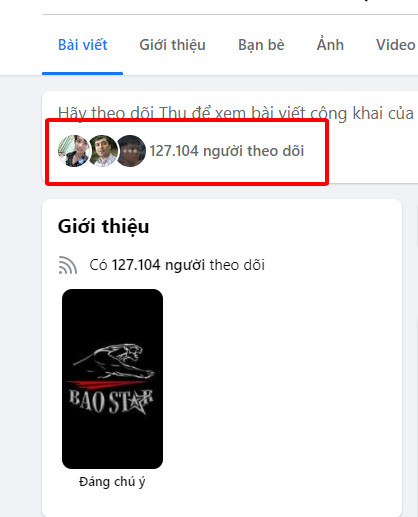 Bài viết Giới thiệu Bạn bè Ảnh Video
Hãy theo dõi Thu để xem bài viết công khai của
127.104 người theo dõi
Giới thiệu
Có 127.104 người theo dõi
BAO STAR
Đáng chú ý